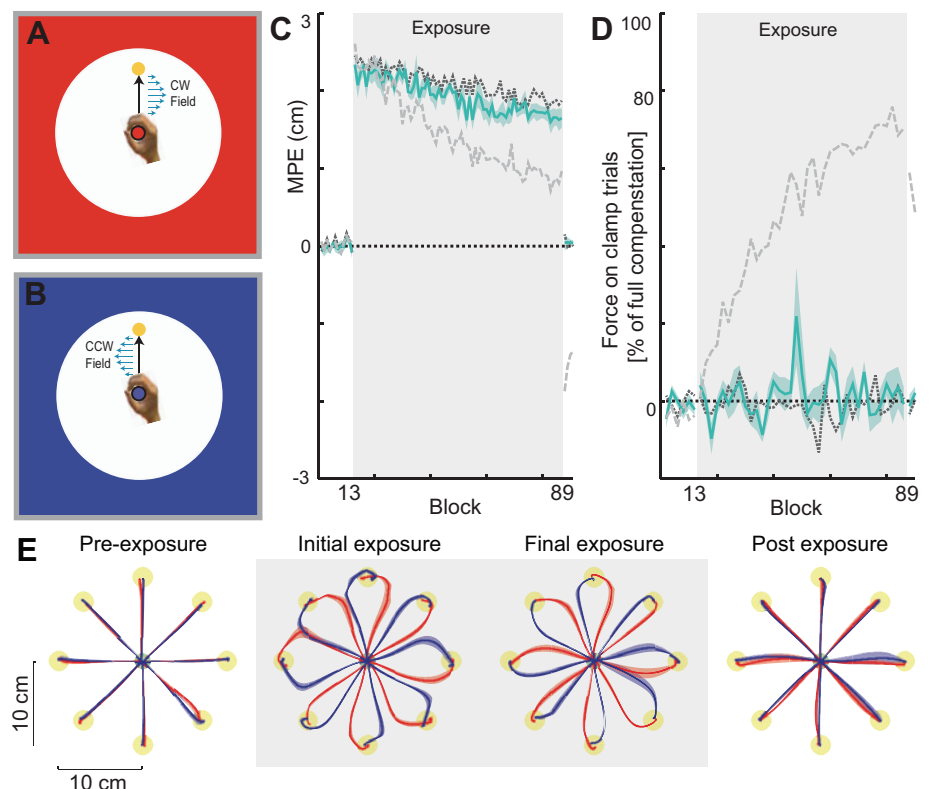 A
CW
Field
B
CCW
Field
C
3
Exposure
MPE (cm)
0
-3
13
89
Block
D
100
Exposure
80
Force on clamp trials
[% of full compenstation]
0
13
89
Block
E
Pre-exposure
Initial exposure
Final exposure
Post exposure
10 cm
10 cm